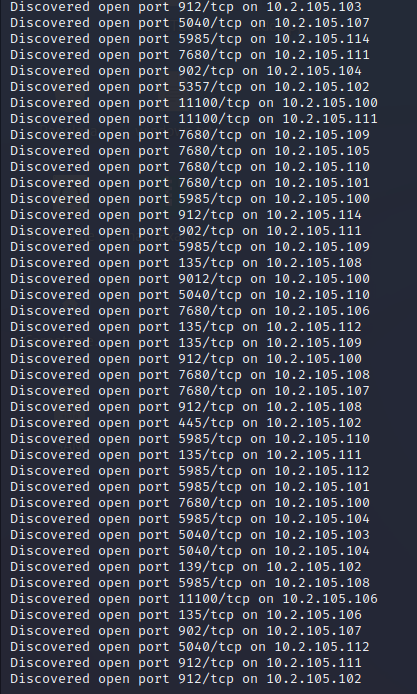 Discovered open port 912/tcp on 10.2.105.103
Discovered open port 5040/tcp on 10.2.105.107
Discovered open port 5985/tcp on 10.2.105.114
Discovered open port 7680/tcp on 10.2.105.111
Discovered open port 902/tcp on 10.2.105.104
Discovered open port 5357/tcp on 10.2.105.102
Discovered open port 11100/tcp on 10.2.105.100
Discovered open port 11100/tcp on 10.2.105.111
Discovered open port 7680/tcp on 10.2.105.109
Discovered open port 7680/tcp on 10.2.105.105
Discovered open port 7680/tcp on 10.2.105.110
Discovered open port 7680/tcp on 10.2.105.101
Discovered open port 5985/tcp on 10.2.105.100
Discovered open port 912/tcp on 10.2.105.114
Discovered open port 902/tcp on 10.2.105.111
Discovered open port 5985/tcp on 10.2.105.109
Discovered open port 135/tcp on 10.2.105.108
Discovered open port 9012/tcp on 10.2.105.100
Discovered open port 5040/tcp on 10.2.105.110
Discovered open port 7680/tcp on 10.2.105.106
Discovered open port 135/tcp on 10.2.105.112
Discovered open port 135/tcp on 10.2.105.109
Discovered open port 912/tcp on 10.2.105.100
Discovered open port 7680/tcp on 10.2.105.108
Discovered open port 7680/tcp on 10.2.105.107
Discovered open port 912/tcp on 10.2.105.108
Discovered open port 445/tcp on 10.2.105.102
Discovered open port 5985/tcp on 10.2.105.110
Discovered open port 135/tcp on 10.2.105.111
Discovered open port 5985/tcp on 10.2.105.112
Discovered open port 5985/tcp on 10.2.105.101
Discovered open port 7680/tcp on 10.2.105.100
Discovered open port 5985/tcp on 10.2.105.104
Discovered open port 5040/tcp on 10.2.105.103
Discovered open port 5040/tcp on 10.2.105.104
Discovered open port 139/tcp on 10.2.105.102
Discovered open port 5985/tcp on 10.2.105.108
Discovered open port 11100/tcp on 10.2.105.106
Discovered open port 135/tcp on 10.2.105.106
Discovered open port 902/tcp on 10.2.105.107
Discovered open port 5040/tcp on 10.2.105.112
Discovered open port 912/tcp on 10.2.105.111
Discovered open port 912/tcp on 10.2.105.102